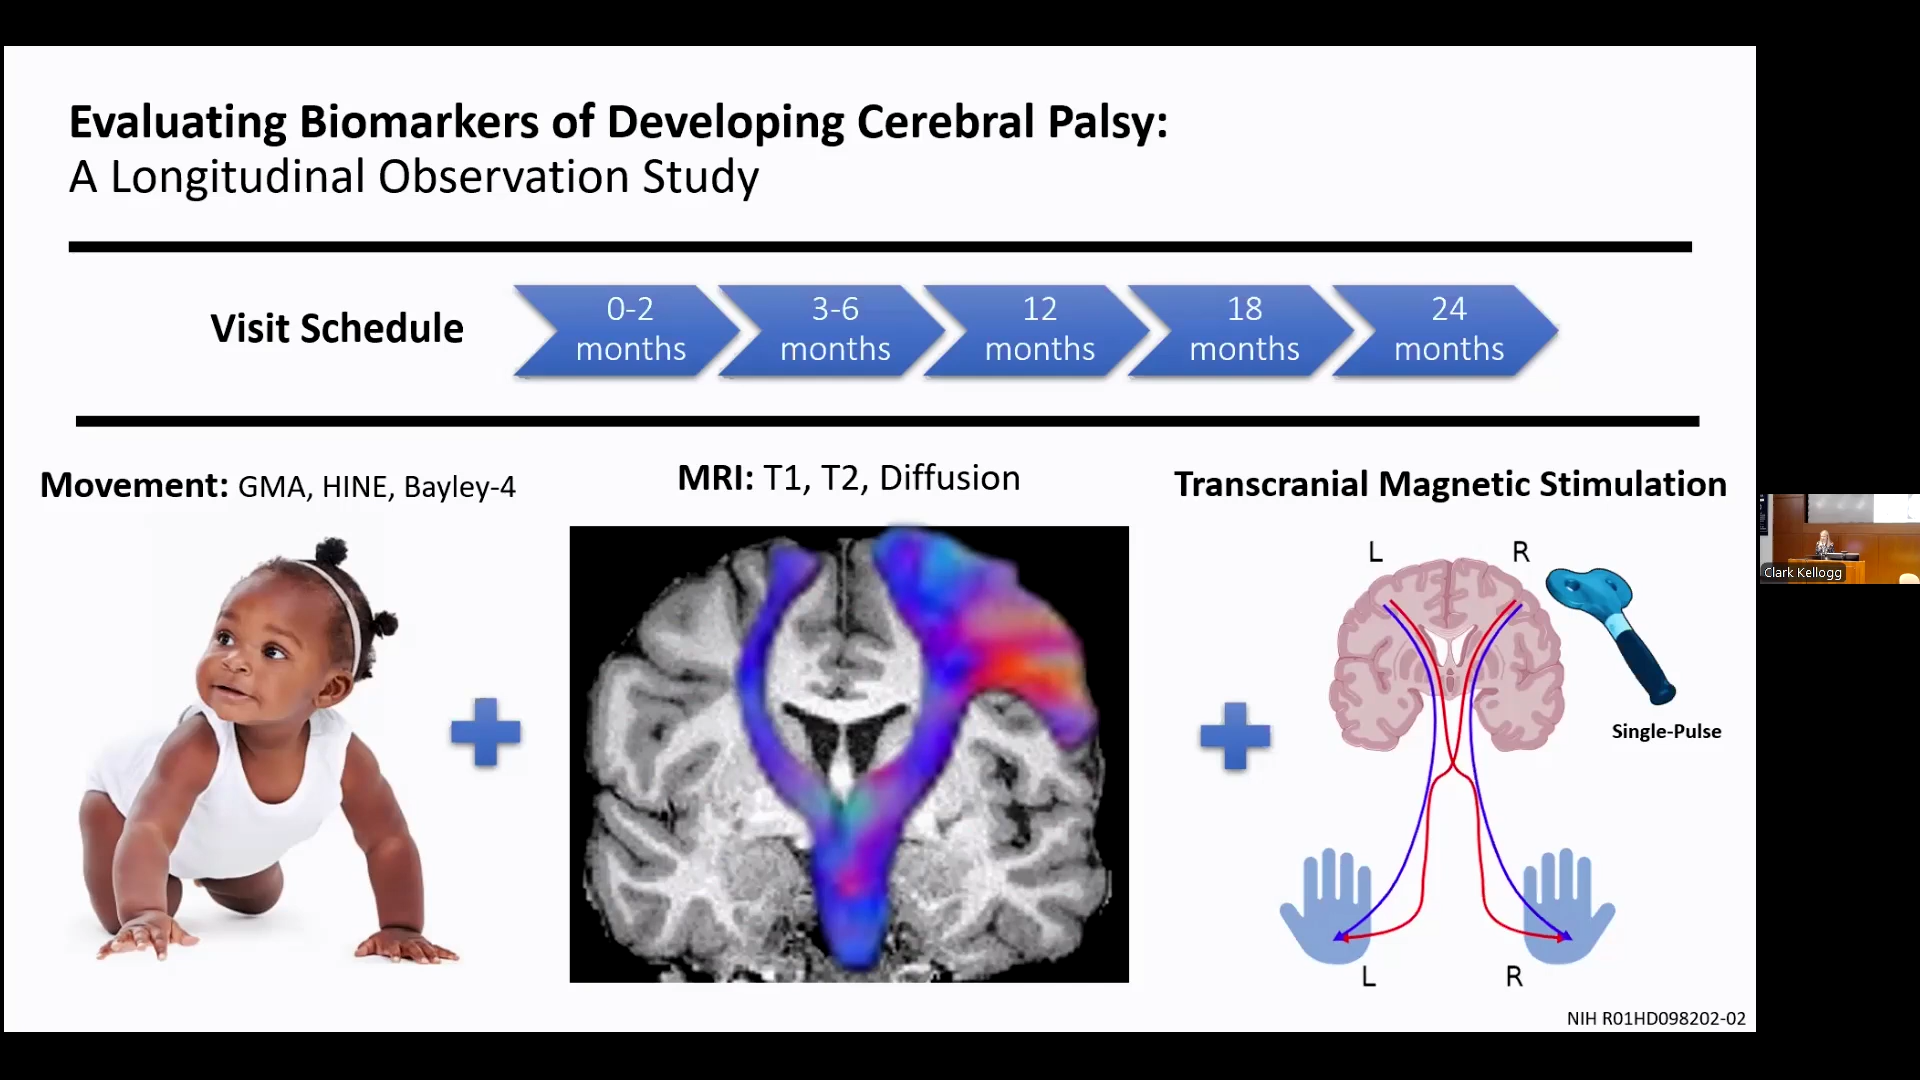 Evaluating Biomarkers of Developing Cerebral Palsy:
A Longitudinal Observation Study
Visit Schedule
0-2
months
3-6
months
12
months
18
months
24
months
Movement: GMA, HINE, Bayley-4
MRI: T1, T2, Diffusion
Transcranial Magnetic Stimulation
L
R
Single-Pulse
L
R
NIH R01HD098202-02
Clark Kellogg